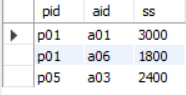 pid aid ss
p01 a01 3000
p01 a06 1800
p05 a03 2400